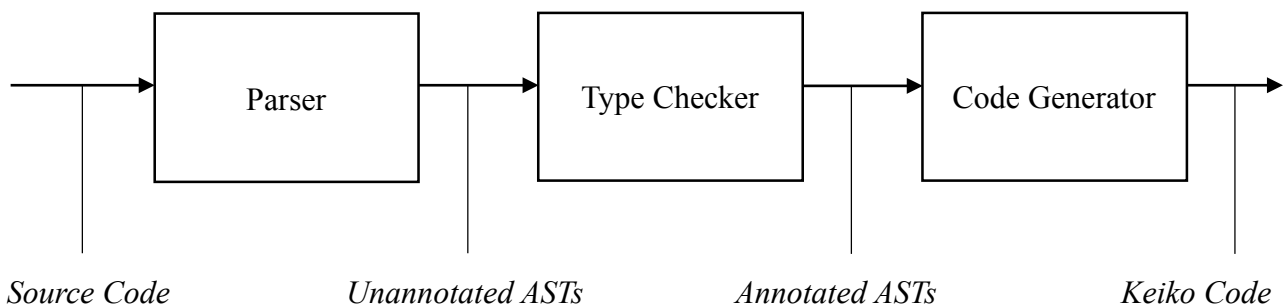 Parser
Type Checker
Code Generator
Source Code
Unannotated ASTs
Annotated ASTs
Keiko Code